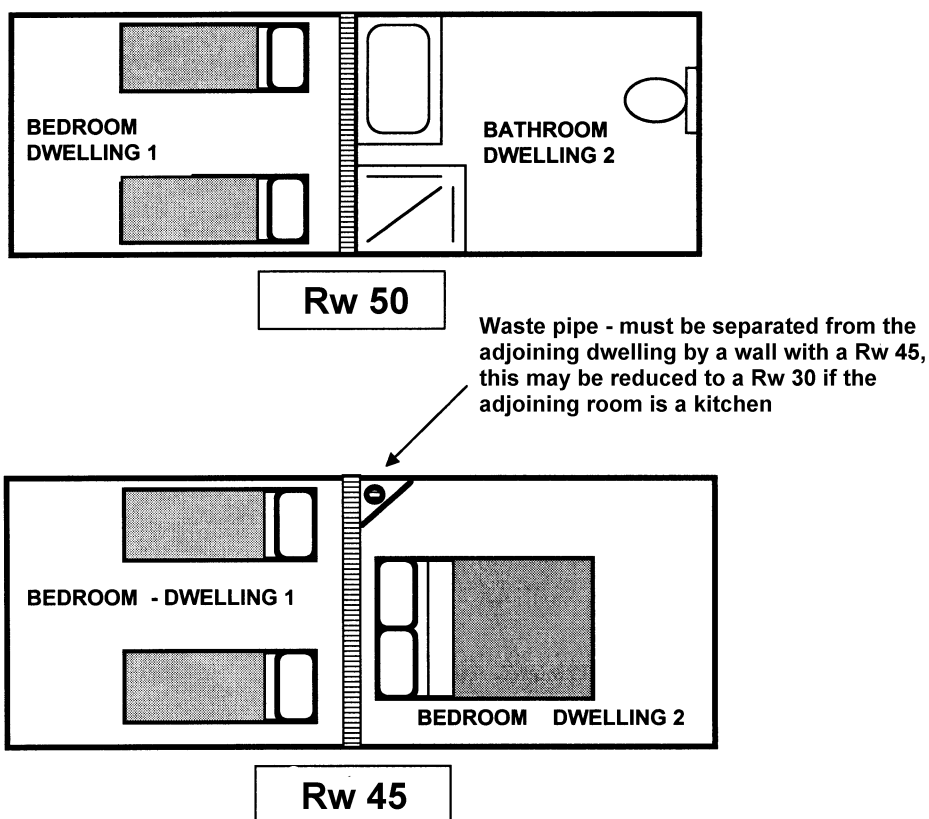 BEDROOM
DWELLING 1
BATHROOM
DWELLING 2
Rw 50
Waste pipe - must be separated from the
adjoining dwelling by a wall with a Rw 45,
this may be reduced to a Rw 30 if the
adjoining room is a kitchen
BEDROOM - DWELLING 1
BEDROOM DWELLING 2
Rw 45